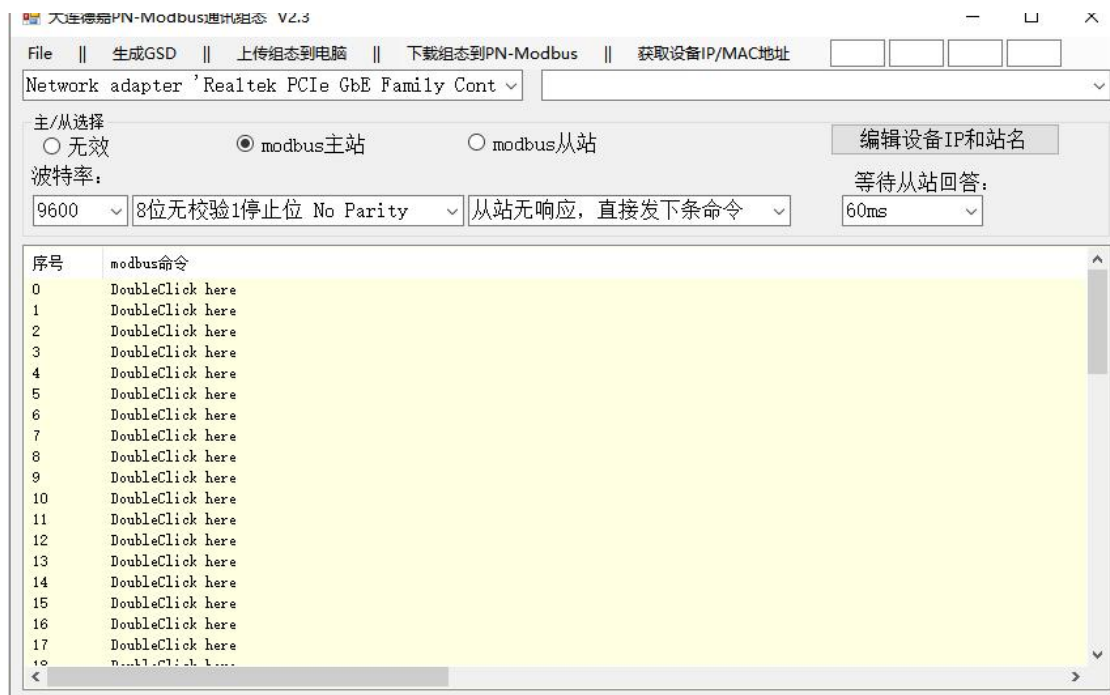 大连德嘉PN-Modbus通讯组态 V2.3
File || 生成GSD || 上传组态到电脑 || 下载组态到PN-Modbus || 获取设备IP/MAC地址
Network adapter 'Realtek PCIe GbE Family Cont
主/从选择
无效 modbus主站 modbus从站 编辑设备IP和站名
波特率： 等待从站回答：
9600 8位无校验1停止位 No Parity 从站无响应，直接发下条命令 60ms
序号 modbus命令
0 DoubleClick here
1 DoubleClick here
2 DoubleClick here
3 DoubleClick here
4 DoubleClick here
5 DoubleClick here
6 DoubleClick here
7 DoubleClick here
8 DoubleClick here
9 DoubleClick here
10 DoubleClick here
11 DoubleClick here
12 DoubleClick here
13 DoubleClick here
14 DoubleClick here
15 DoubleClick here
16 DoubleClick here
17 DoubleClick here
18 DoubleClick here